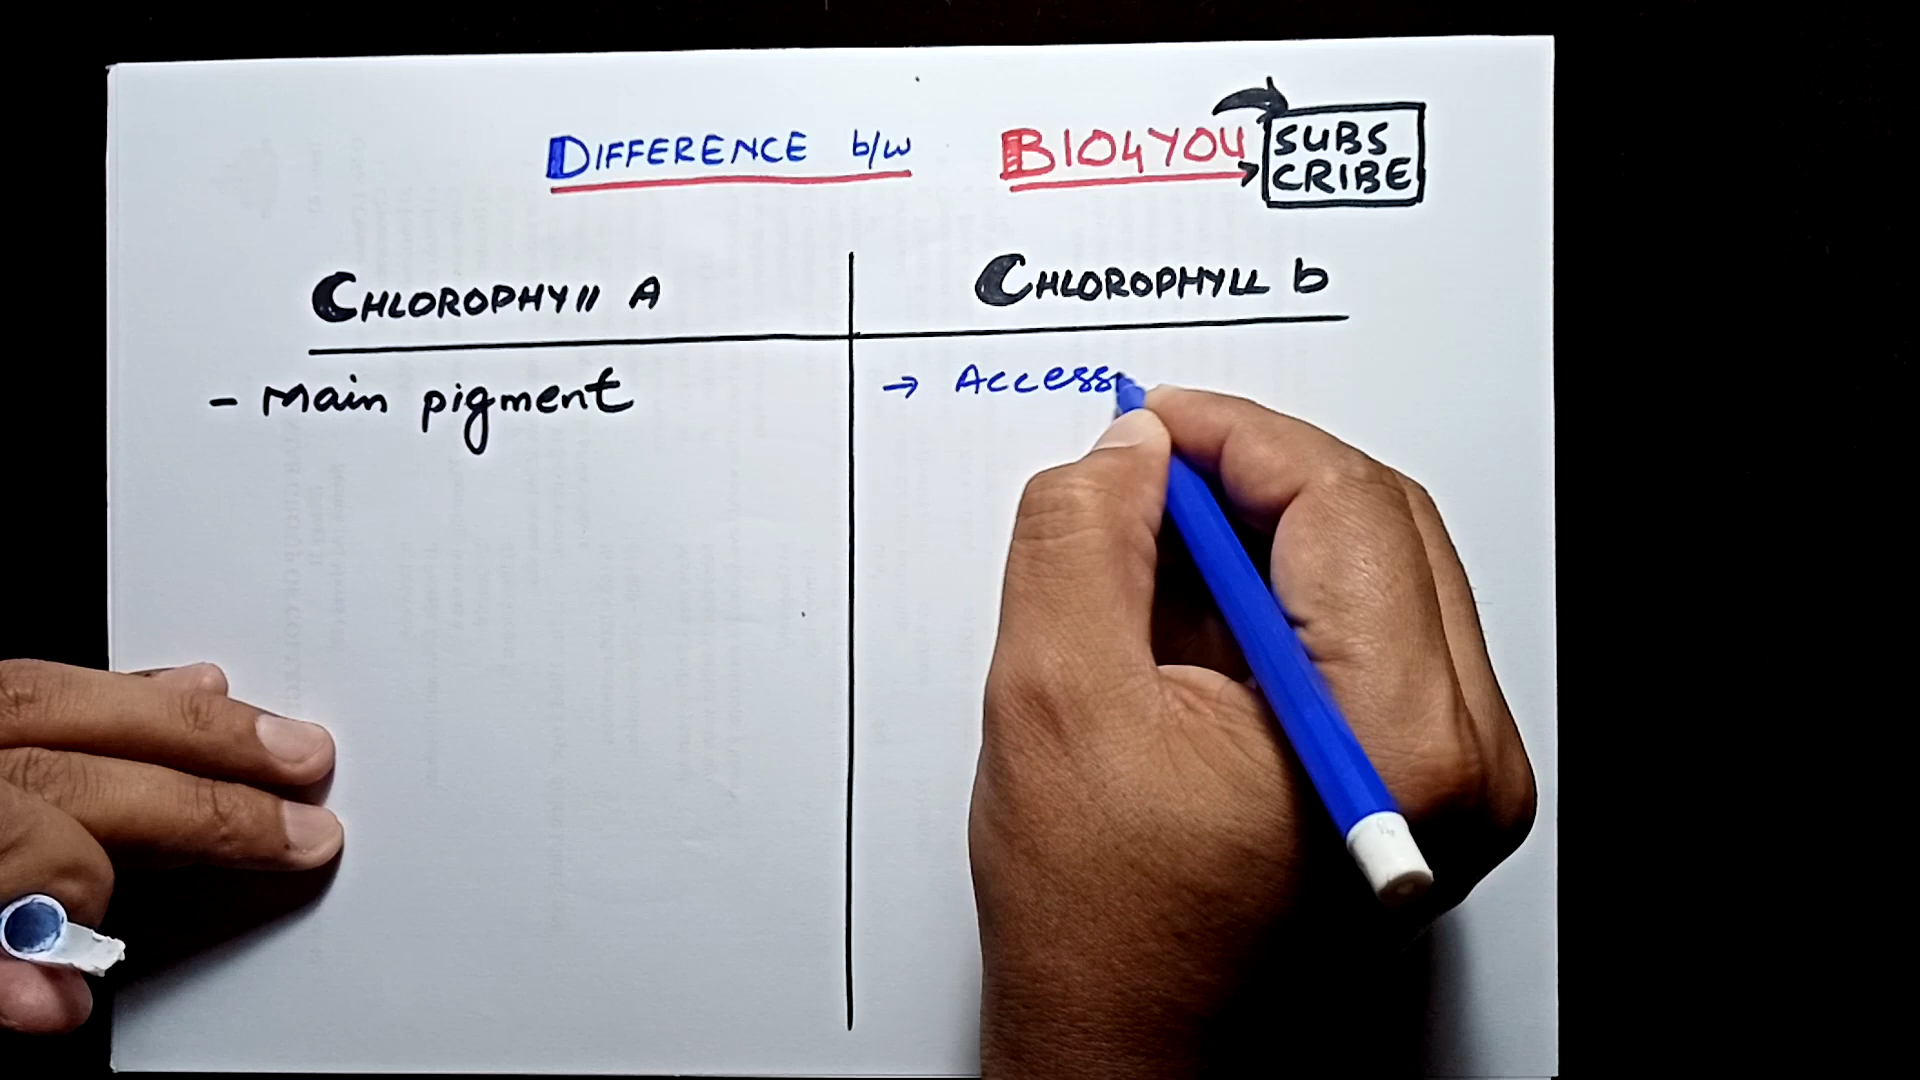 DIFFERENCE b/w
BIO4YOU
SUBS
CRIBE
CHLOROPHYll A
CHLOROPHYLL b
- Main pigment
→ Access